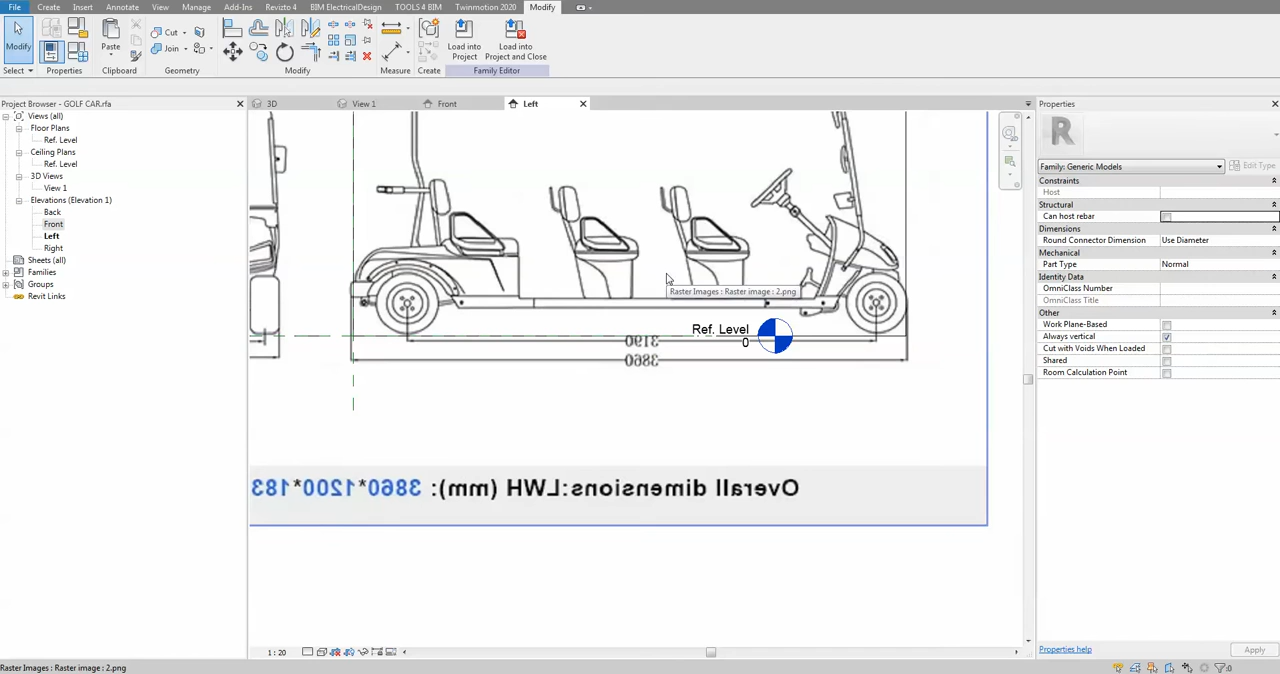 File Create Insert Annotate View Manage Add-Ins Revizto 4 BIM ElectricalDesign TOOLS 4 BIM Twinmotion 2020 Modify
Modify
Select
Properties
Paste
Clipboard
Cut
Join
Geometry
Modify
Measure
Create
Load into Project
Load into Project and Close
Family Editor
Project Browser - GOLF CAR.rfa
Views (all)
Floor Plans
Ref. Level
Ceiling Plans
Ref. Level
3D Views
View 1
Elevations (Elevation 1)
Back
Front
Left
Right
Sheets (all)
Families
Groups
Revit Links
3D
View 1
Front
Left
Raster Images : Raster image : 2.png
Ref. Level
0
3190
3860
Overall dimensions:LWH (mm): 3860*1200*183
1 : 20
Properties
R
Family: Generic Models
Edit Type
Constraints
Host
Structural
Can host rebar
Dimensions
Round Connector Dimension Use Diameter
Mechanical
Part Type Normal
Identity Data
OmniClass Number
OmniClass Title
Other
Work Plane-Based
Always vertical
Cut with Voids When Loaded
Shared
Room Calculation Point
Properties help
Apply
Raster Images : Raster image : 2.png
:0